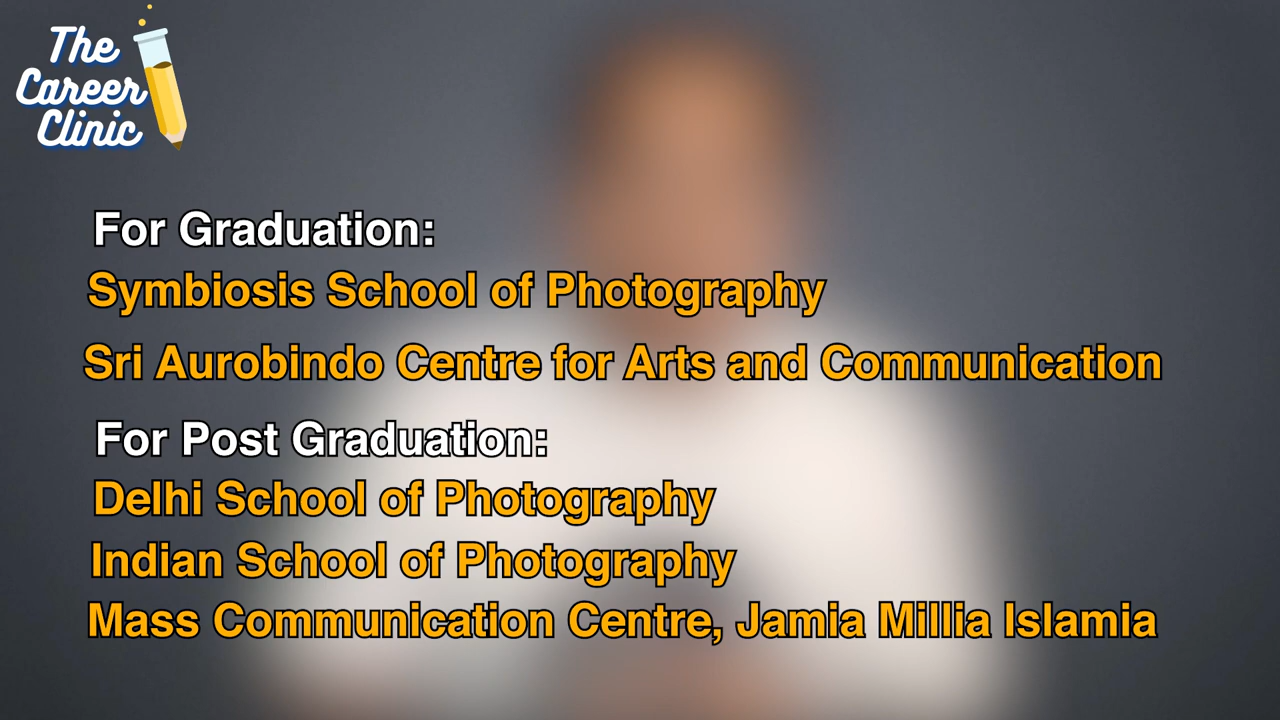 The
Career
Clinic
For Graduation:
Symbiosis School of Photography
Sri Aurobindo Centre for Arts and Communication
For Post Graduation:
Delhi School of Photography
Indian School of Photography
Mass Communication Centre, Jamia Millia Islamia